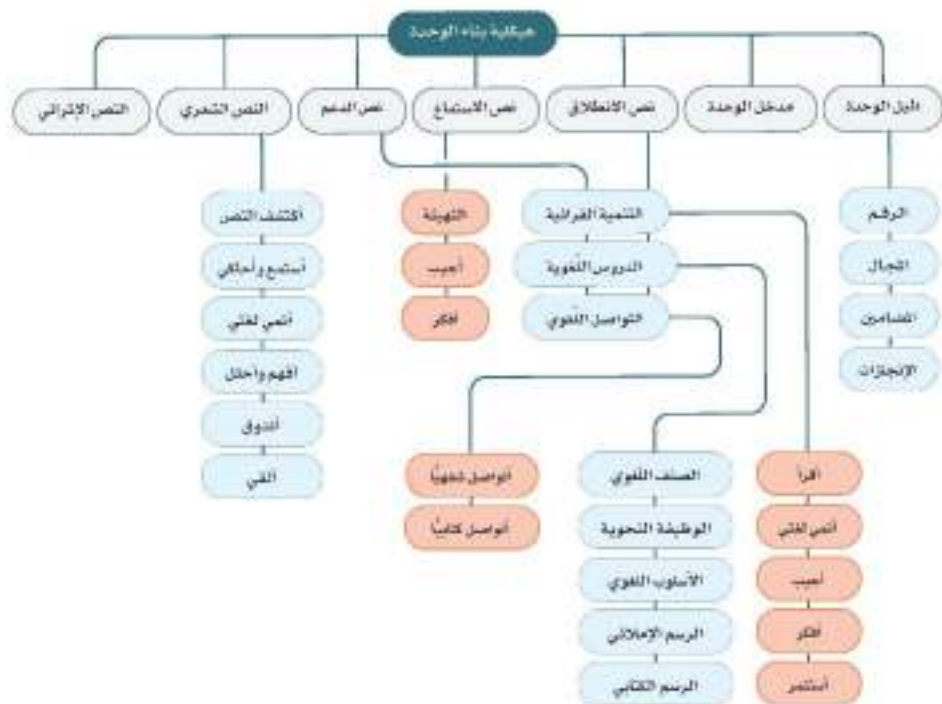 هيكلية بناء الوحدة
دليل الوحدة
مدخل الوحدة
نص الانطلاق
نص الاستماع
نص الدعم
النص الشعري
النص الإثرائي
الرقم
المجال
المضامين
الإنجازات
التنمية القرائية
الدروس اللغوية
التواصل اللغوي
التهيئة
أجيب
أفكر
أكتشف النص
أستمع وأحاكي
أنمي لغتي
أفهم وأحلل
أتذوق
ألقي
أقرأ
أنمي لغتي
أجيب
أفكر
أستثمر
الصنف اللغوي
الوظيفة النحوية
الأسلوب اللغوي
الرسم الإملائي
الرسم الكتابي
أتواصل شفهيًا
أتواصل كتابيًا